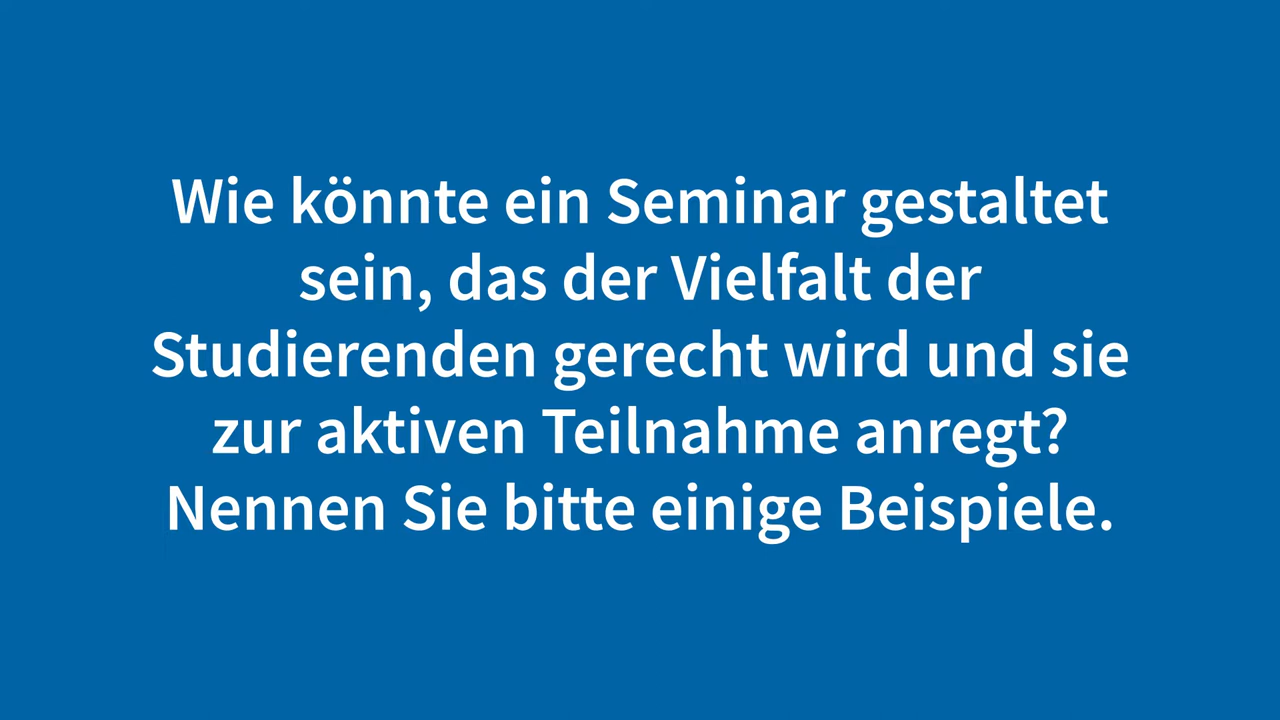 Wie könnte ein Seminar gestaltet
sein, das der Vielfalt der
Studierenden gerecht wird und sie
zur aktiven Teilnahme anregt?
Nennen Sie bitte einige Beispiele.